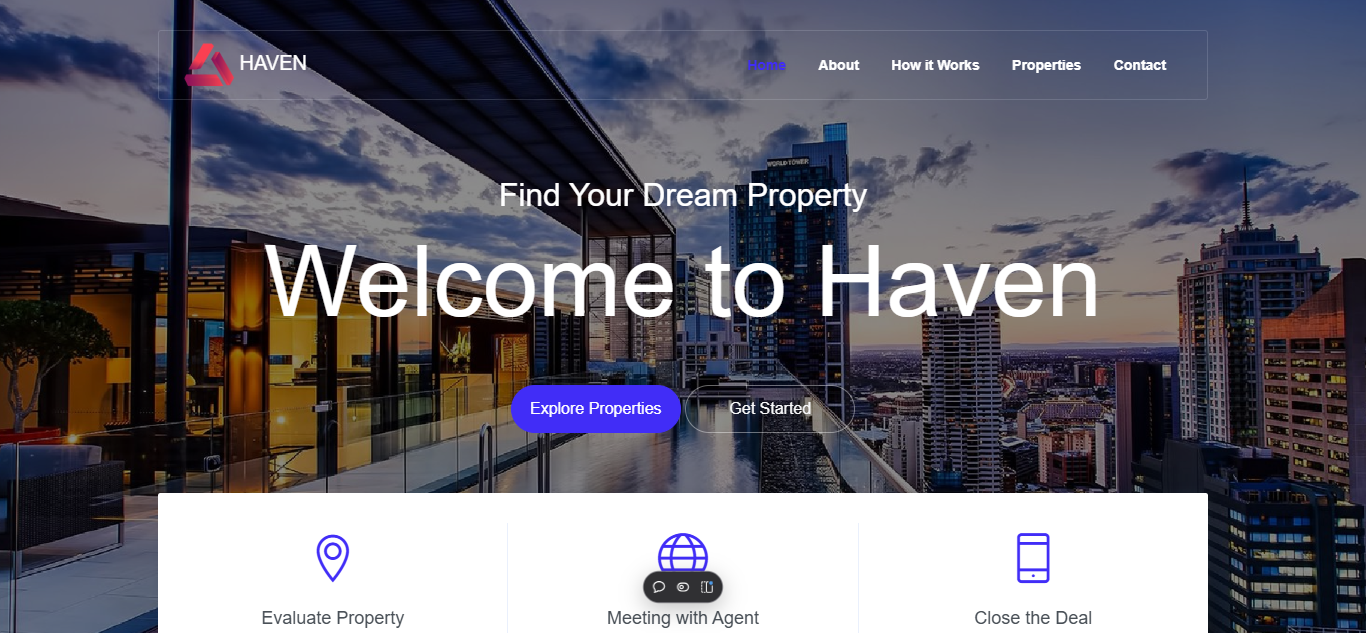 HAVEN
Home About How it Works Properties Contact
WORLD TOWER
Find Your Dream Property
Welcome to Haven
Explore Properties Get Started
Evaluate Property Meeting with Agent Close the Deal